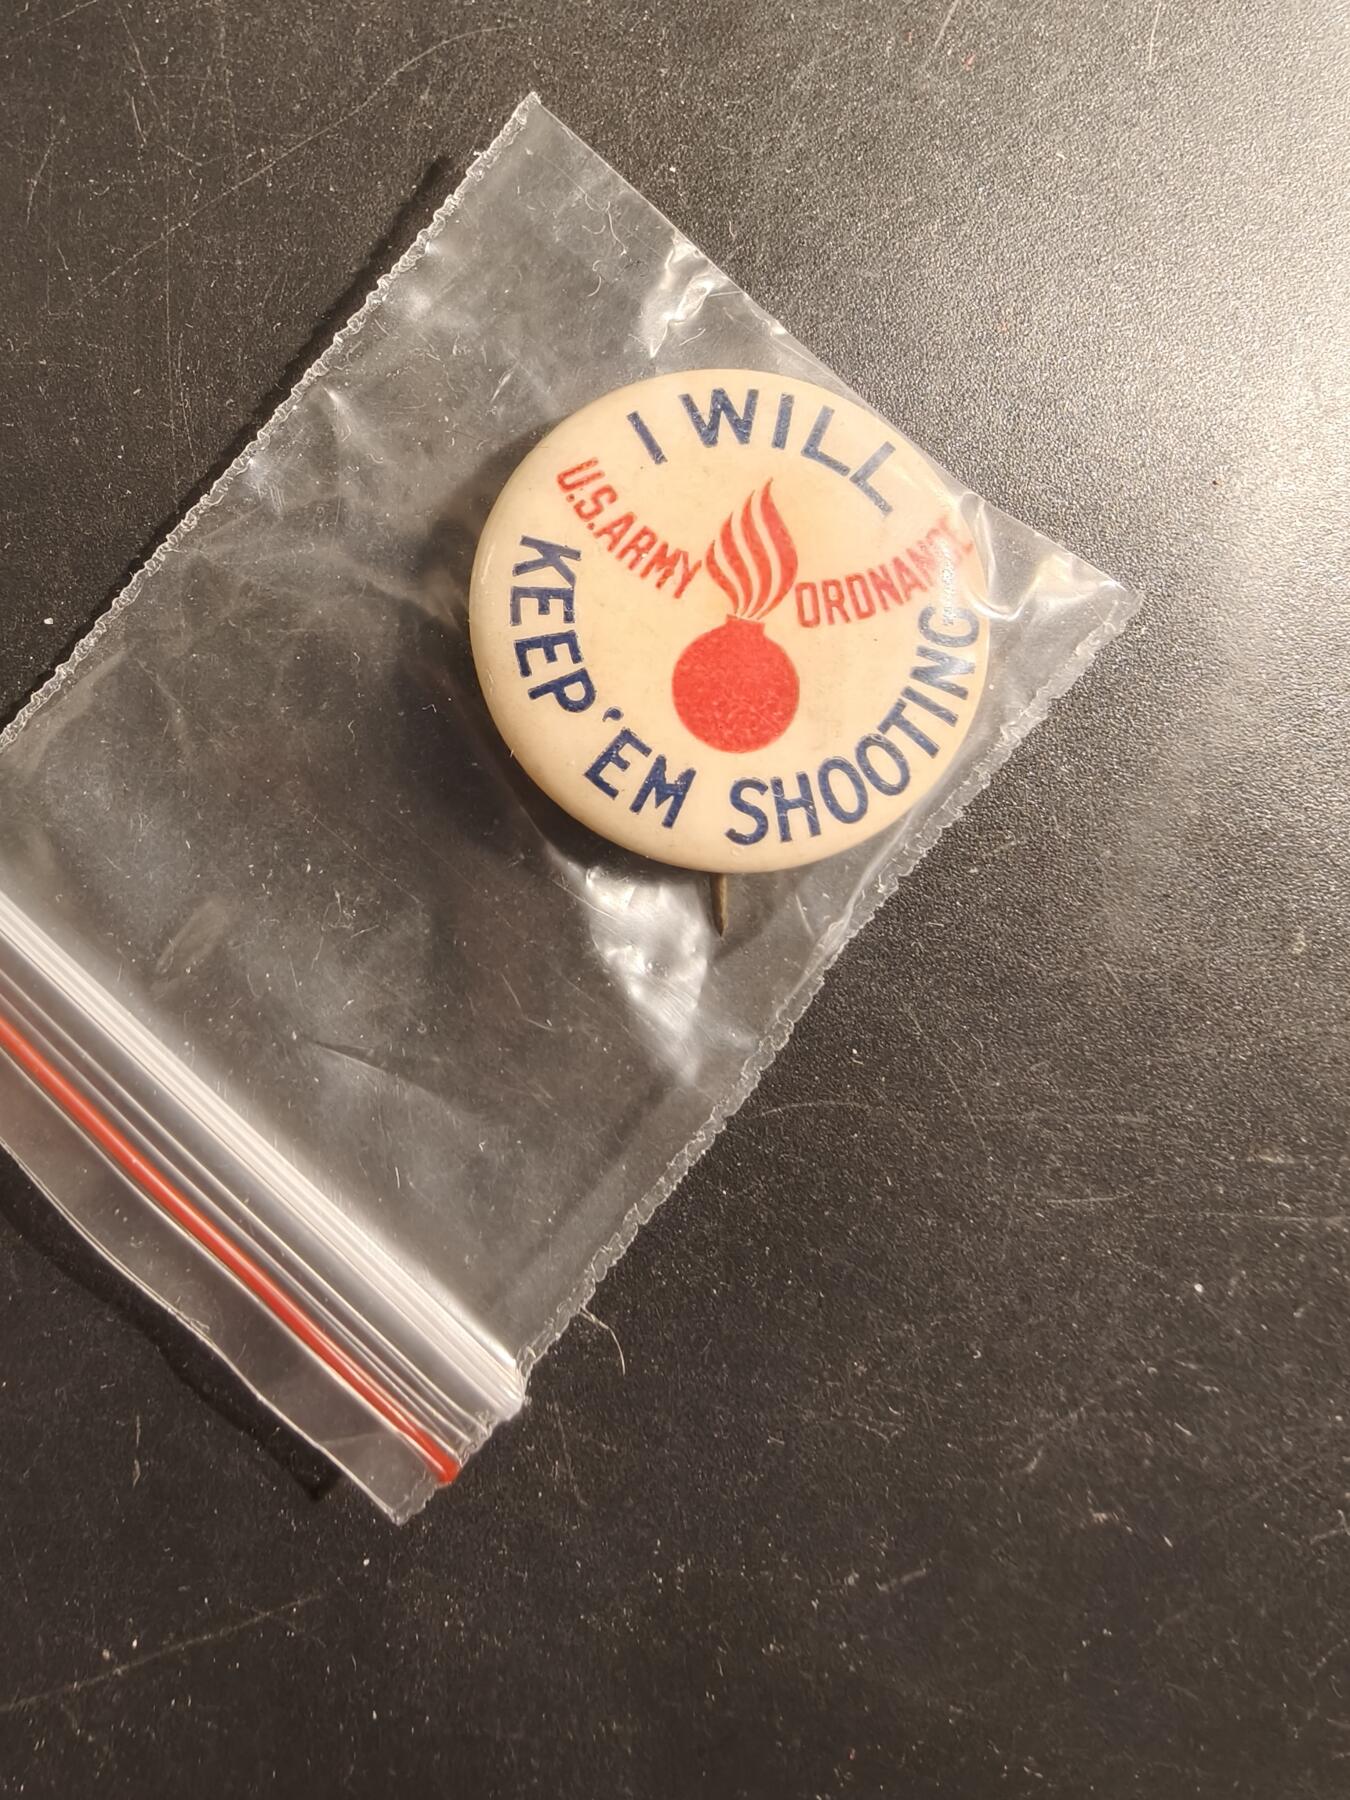 I WILL
U.S. ARMY ORDNANCE
KEEP 'EM SHOOTING